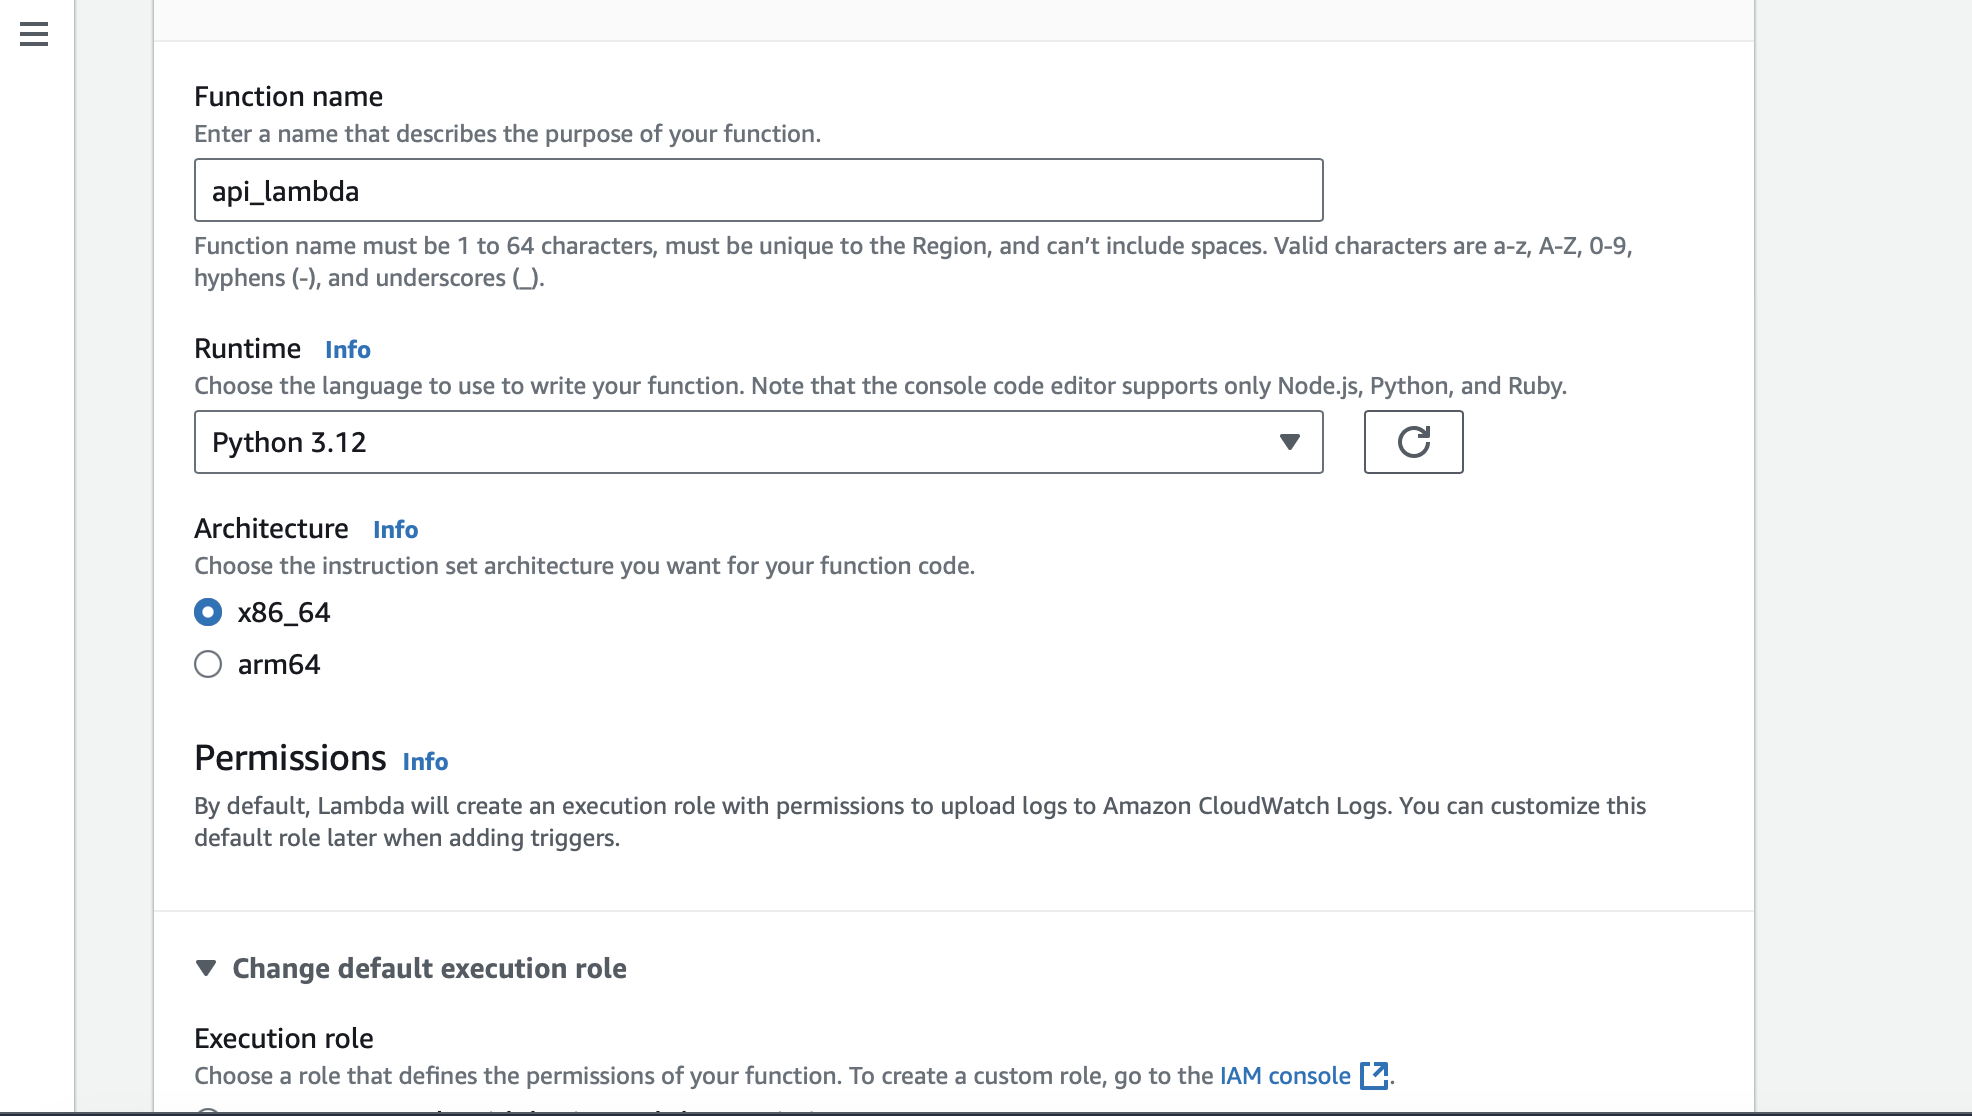 Function name
Enter a name that describes the purpose of your function.
api_lambda
Function name must be 1 to 64 characters, must be unique to the Region, and can’t include spaces. Valid characters are a-z, A-Z, 0-9,
hyphens (-), and underscores (_).
Runtime Info
Choose the language to use to write your function. Note that the console code editor supports only Node.js, Python, and Ruby.
Python 3.12
Architecture Info
Choose the instruction set architecture you want for your function code.
x86_64
arm64
Permissions Info
By default, Lambda will create an execution role with permissions to upload logs to Amazon CloudWatch Logs. You can customize this
default role later when adding triggers.
Change default execution role
Execution role
Choose a role that defines the permissions of your function. To create a custom role, go to the IAM console.